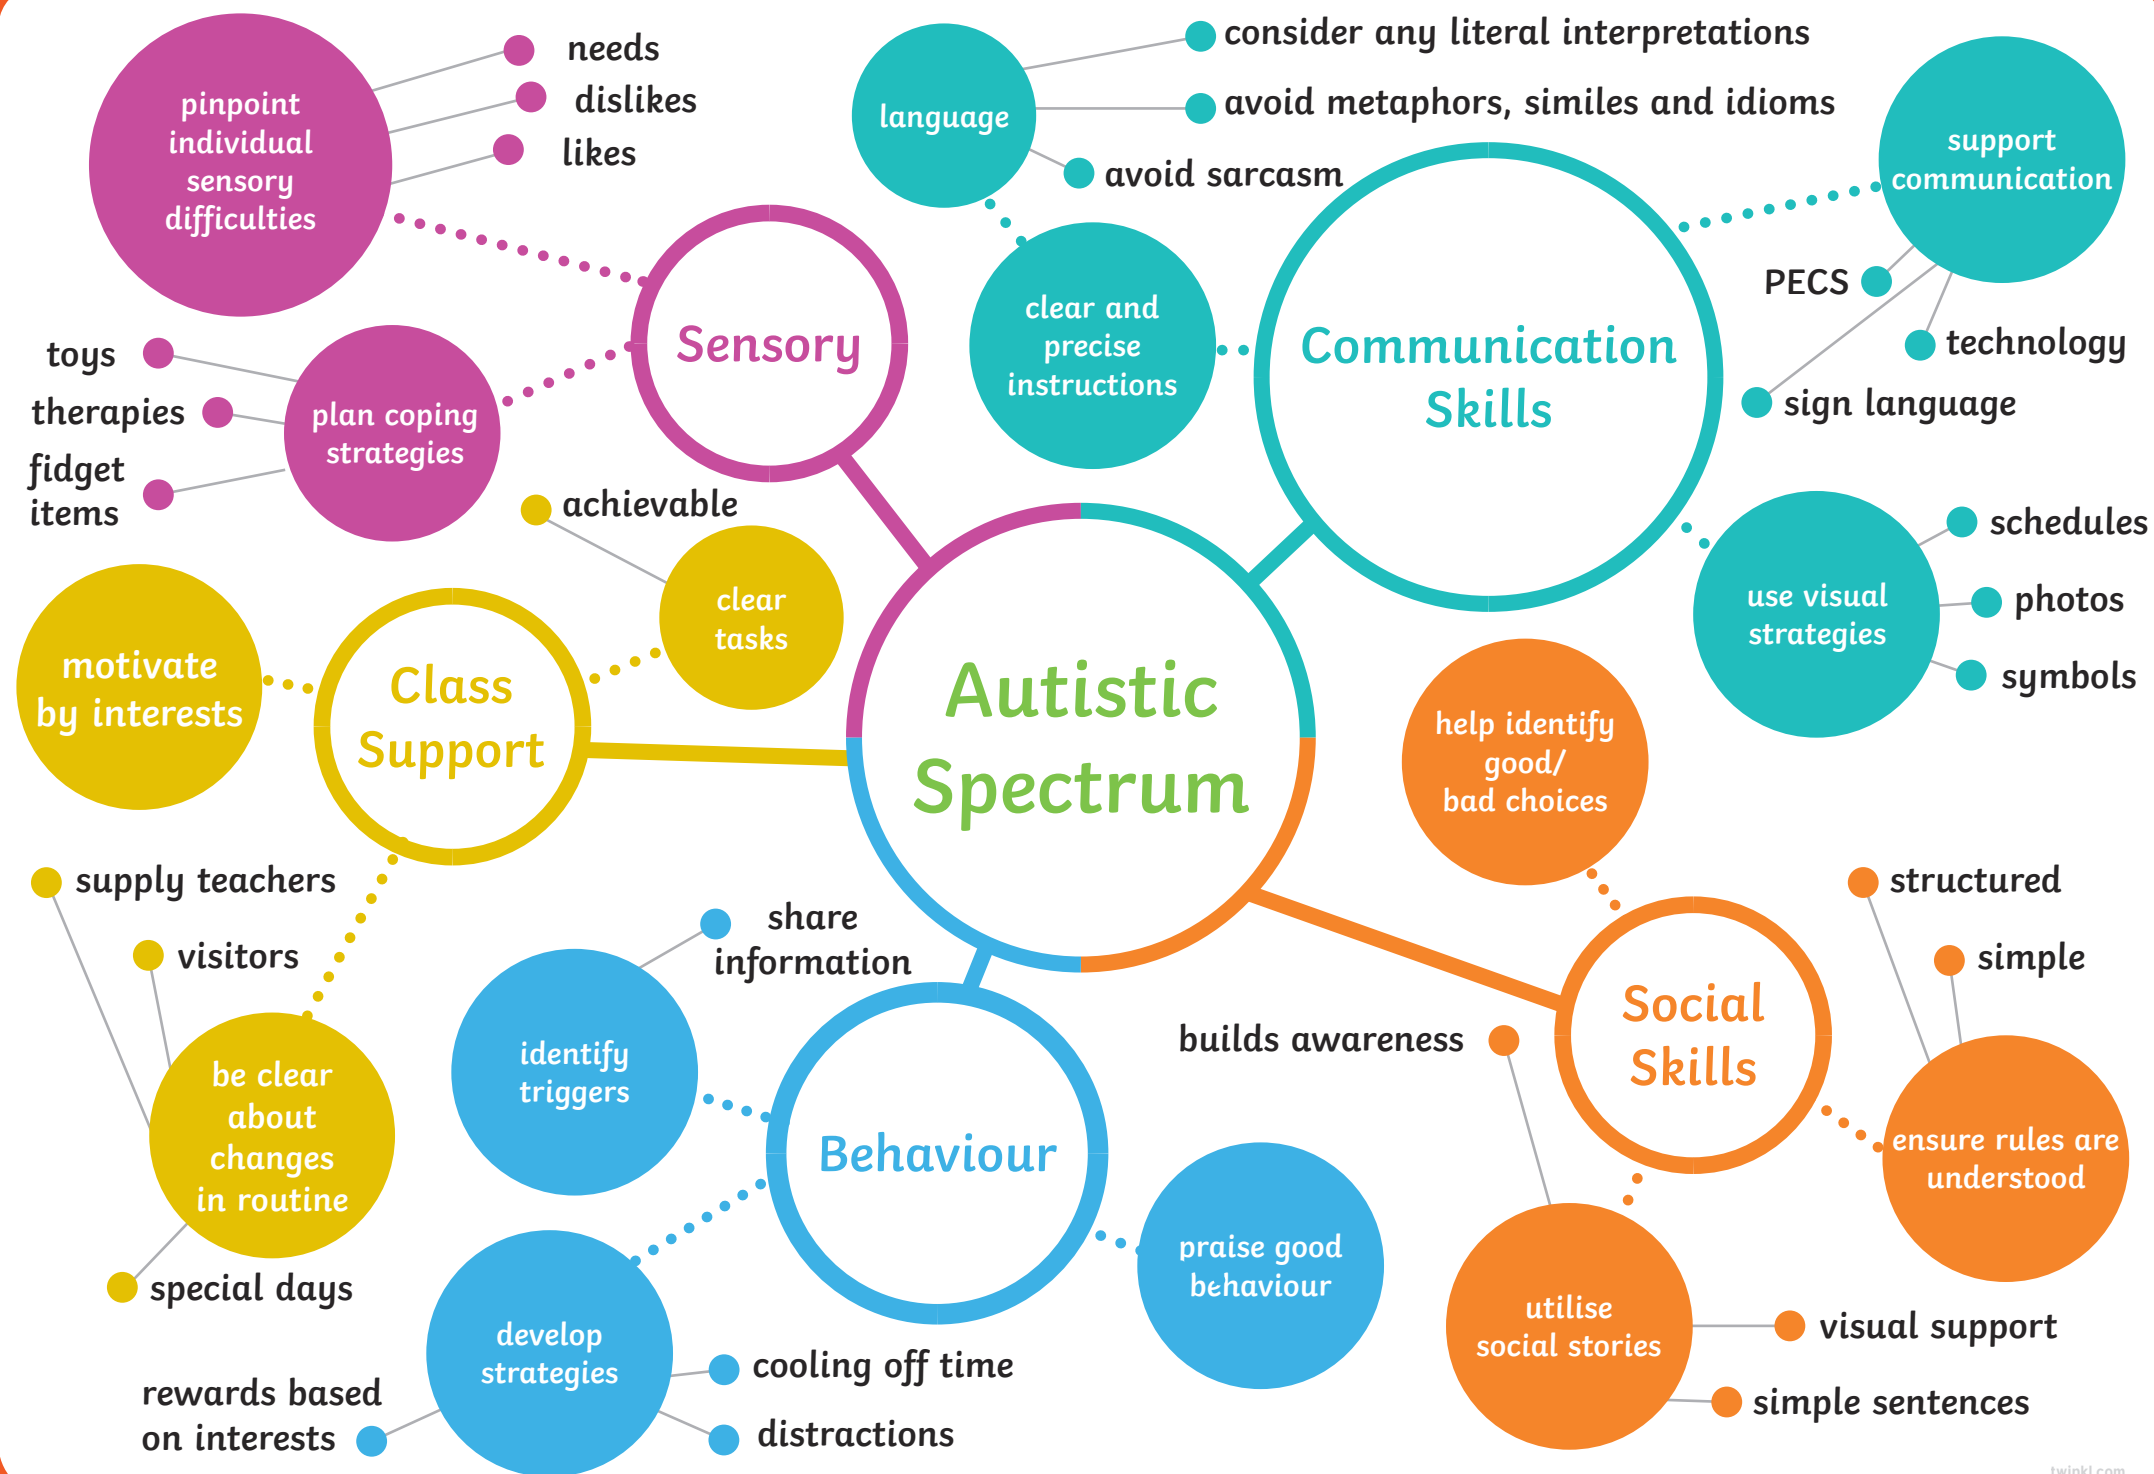 pinpoint
individual
sensory
difficulties
needs
dislikes
likes
Sensory
plan coping
strategies
toys
therapies
fidget
items
language
consider any literal interpretations
avoid metaphors, similes and idioms
avoid sarcasm
clear and
precise
instructions
Communication
Skills
support
communication
PECS
technology
sign language
use visual
strategies
schedules
photos
symbols
Autistic
Spectrum
achievable
clear
tasks
Class
Support
motivate
by interests
supply teachers
visitors
be clear
about
changes
in routine
special days
share
information
identify
triggers
Behaviour
praise good
behaviour
develop
strategies
cooling off time
distractions
rewards based
on interests
help identify
good/
bad choices
Social
Skills
structured
simple
ensure rules are
understood
builds awareness
utilise
social stories
visual support
simple sentences
twinkl.com